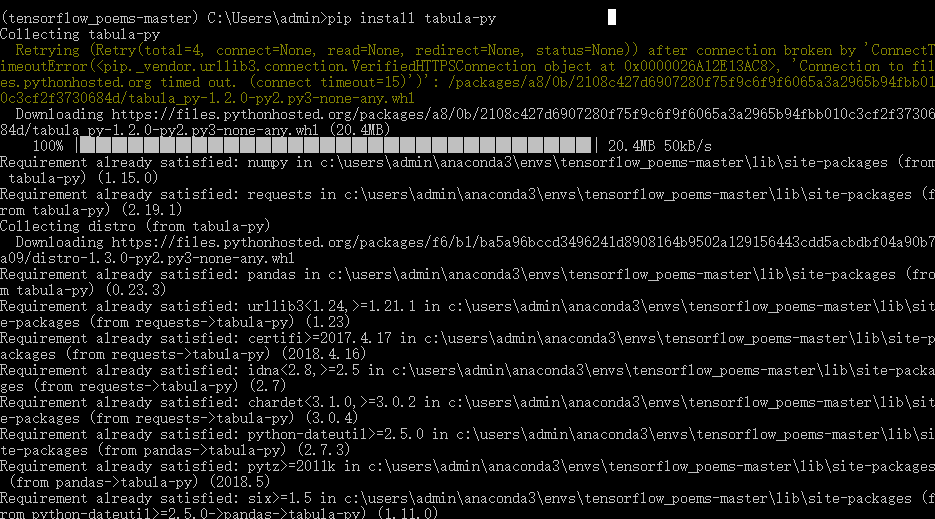 (tensorflow_poems-master) C:\Users\admin>pip install tabula-py
Collecting tabula-py
  Retrying (Retry(total=4, connect=None, read=None, redirect=None, status=None)) after connection broken by 'ConnectT
imeoutError(<pip._vendor.urllib3.connection.VerifiedHTTPSConnection object at 0x0000026A12E13AC8>, 'Connection to fil
es.pythonhosted.org timed out. (connect timeout=15)')': /packages/a8/0b/2108c427d6907280f75f9c6f9f6065a3a2965b94fbb01
0c3cf2f3730684d/tabula_py-1.2.0-py2.py3-none-any.whl
  Downloading https://files.pythonhosted.org/packages/a8/0b/2108c427d6907280f75f9c6f9f6065a3a2965b94fbb010c3cf2f37306
84d/tabula_py-1.2.0-py2.py3-none-any.whl (20.4MB)
    100% |████████████████████████████████| 20.4MB 50kB/s
Requirement already satisfied: numpy in c:\users\admin\anaconda3\envs\tensorflow_poems-master\lib\site-packages (from
 tabula-py) (1.15.0)
Requirement already satisfied: requests in c:\users\admin\anaconda3\envs\tensorflow_poems-master\lib\site-packages (f
rom tabula-py) (2.19.1)
Collecting distro (from tabula-py)
  Downloading https://files.pythonhosted.org/packages/f6/b1/ba5a96bccd3496241d8908164b9502a129156443cdd5acbdbf04a90b7
a09/distro-1.3.0-py2.py3-none-any.whl
Requirement already satisfied: pandas in c:\users\admin\anaconda3\envs\tensorflow_poems-master\lib\site-packages (fro
m tabula-py) (0.23.3)
Requirement already satisfied: urllib3<1.24,>=1.21.1 in c:\users\admin\anaconda3\envs\tensorflow_poems-master\lib\sit
e-packages (from requests->tabula-py) (1.23)
Requirement already satisfied: certifi>=2017.4.17 in c:\users\admin\anaconda3\envs\tensorflow_poems-master\lib\site-p
ackages (from requests->tabula-py) (2018.4.16)
Requirement already satisfied: idna<2.8,>=2.5 in c:\users\admin\anaconda3\envs\tensorflow_poems-master\lib\site-packa
ges (from requests->tabula-py) (2.7)
Requirement already satisfied: chardet<3.1.0,>=3.0.2 in c:\users\admin\anaconda3\envs\tensorflow_poems-master\lib\sit
e-packages (from requests->tabula-py) (3.0.4)
Requirement already satisfied: python-dateutil>=2.5.0 in c:\users\admin\anaconda3\envs\tensorflow_poems-master\lib\si
te-packages (from pandas->tabula-py) (2.7.3)
Requirement already satisfied: pytz>=2011k in c:\users\admin\anaconda3\envs\tensorflow_poems-master\lib\site-packages
 (from pandas->tabula-py) (2018.5)
Requirement already satisfied: six>=1.5 in c:\users\admin\anaconda3\envs\tensorflow_poems-master\lib\site-packages (f
rom python-dateutil>=2.5.0->pandas->tabula-py) (1.11.0)